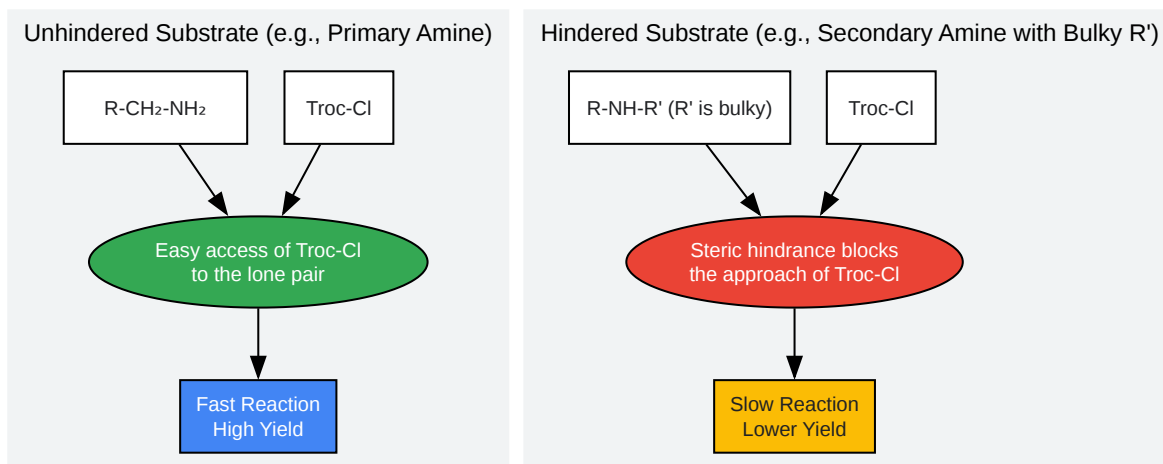 Unhindered Substrate (e.g., Primary Amine)
R-CH₂-NH₂
Troc-Cl
Easy access of Troc-Cl
to the lone pair
Fast Reaction
High Yield
Hindered Substrate (e.g., Secondary Amine with Bulky R')
R-NH-R' (R' is bulky)
Troc-Cl
Steric hindrance blocks
the approach of Troc-Cl
Slow Reaction
Lower Yield